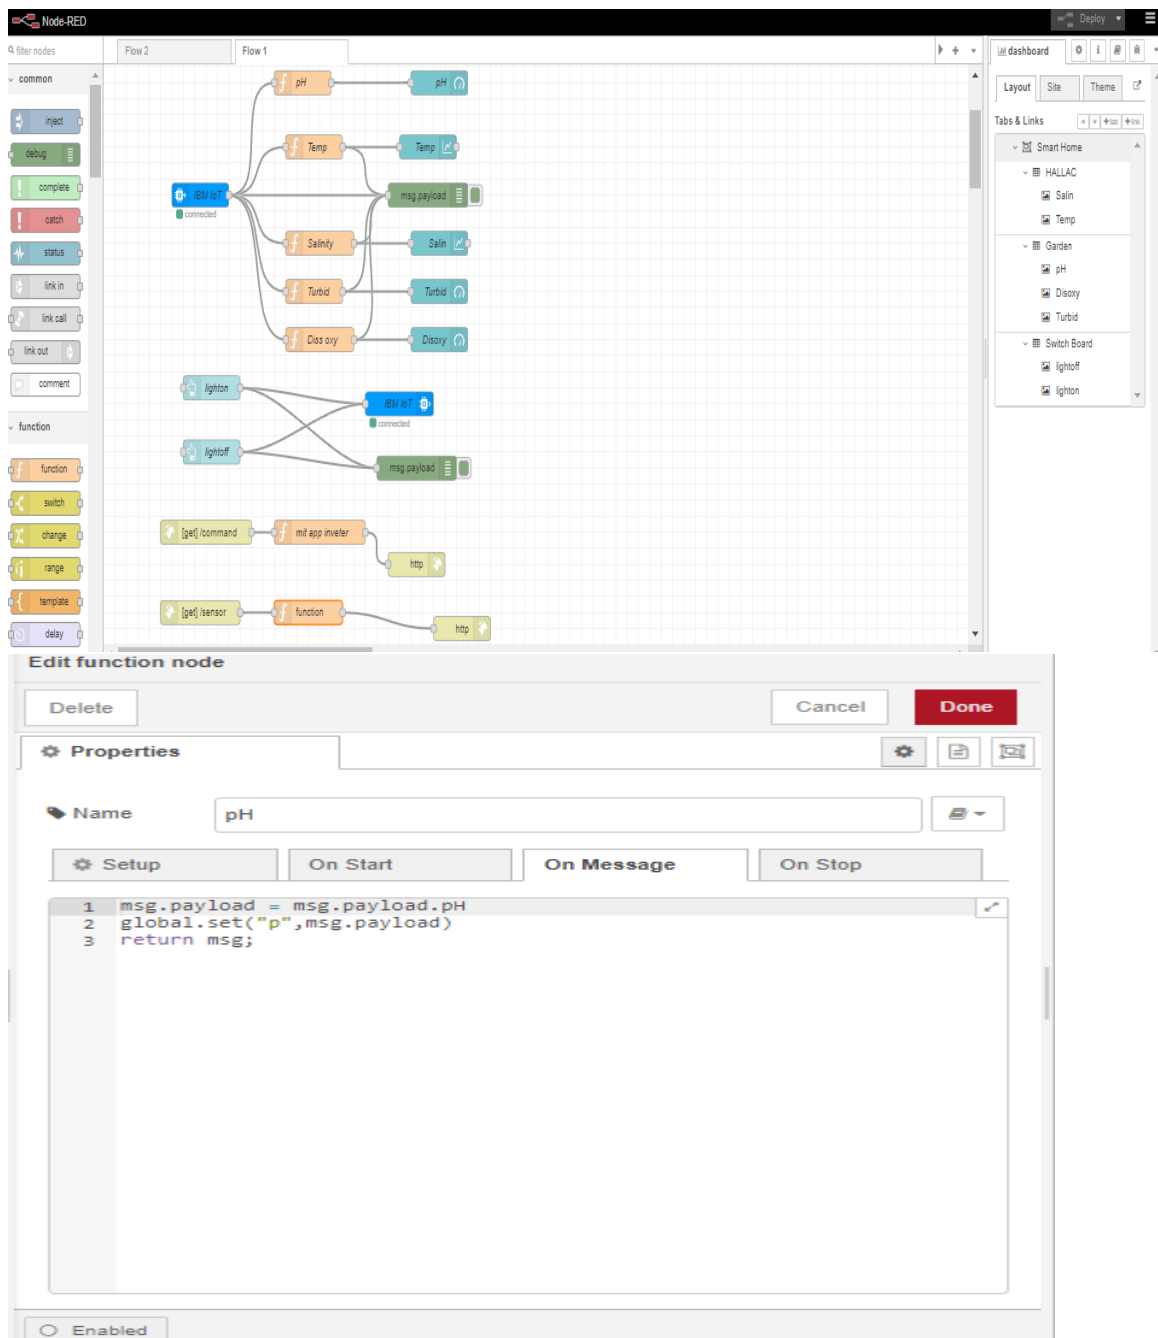 Node-RED
Deploy
filter nodes
Flow 2
Flow 1
dashboard
i
common
inject
debug
complete
catch
status
link in
link call
link out
comment
function
function
switch
change
range
template
delay
pH
pH
Temp
Temp
IBM IoT
connected
msg.payload
Salinity
Salin
Turbid
Turbid
Diss oxy
Disoxy
lighton
IBM IoT
connected
lightoff
msg.payload
[get] /command
mit app inveter
http
[get] /sensor
function
http
Layout
Site
Theme
Tabs & Links
+tab
+link
Smart Home
HALLAC
Salin
Temp
Garden
pH
Disoxy
Turbid
Switch Board
lightoff
lighton
Edit function node
Delete
Cancel
Done
Properties
Name
pH
Setup
On Start
On Message
On Stop
1 msg.payload = msg.payload.pH
2 global.set("p",msg.payload)
3 return msg;
Enabled